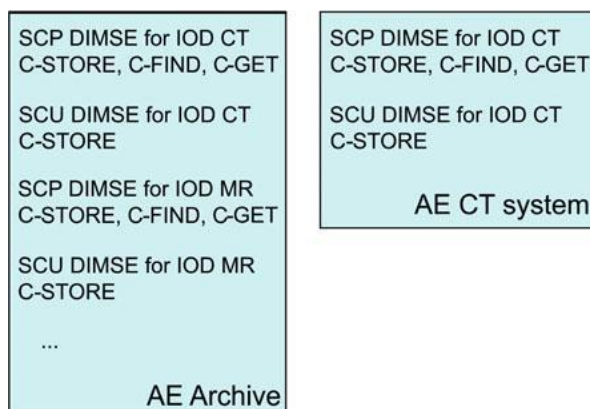 SCP DIMSE for IOD CT
C-STORE, C-FIND, C-GET
SCU DIMSE for IOD CT
C-STORE
SCP DIMSE for IOD MR
C-STORE, C-FIND, C-GET
SCU DIMSE for IOD MR
C-STORE
...
AE Archive
SCP DIMSE for IOD CT
C-STORE, C-FIND, C-GET
SCU DIMSE for IOD CT
C-STORE
AE CT system